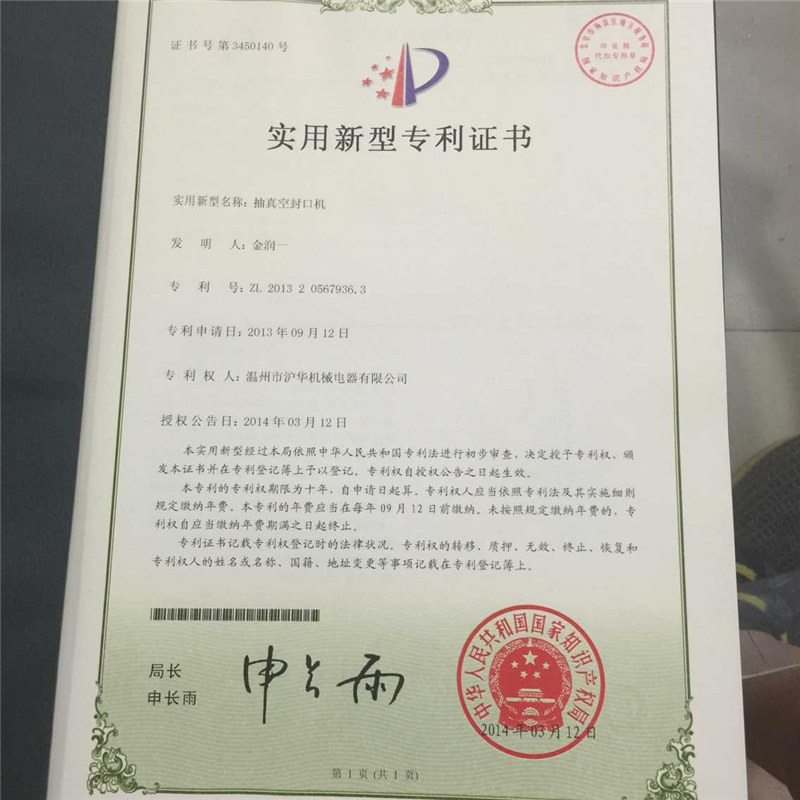 证书号第3450140号
实用新型专利证书
实用新型名称：抽真空封口机
发 明 人：金润一
专 利 号：ZL 2013 2 0567936.3
专利申请日：2013年09月12日
专 利 权 人：温州市沪华机械电器有限公司
授权公告日：2014年03月12日
本实用新型经过本局依照中华人民共和国专利法进行初步审查，决定授予专利权，颁
发本证书并在专利登记簿上予以登记。专利权自授权公告之日起生效。
本专利的专利权期限为十年，自申请日起算。专利权人应当依照专利法及其实施细则
规定缴纳年费。本专利的年费应当在每年09月12日前缴纳。未按照规定缴纳年费的，专
利权自应当缴纳年费期满之日起终止。
专利证书记载专利权登记时的法律状况。专利权的转移、质押、无效、终止、恢复和
专利权人的姓名或名称、国籍、地址变更等事项记载在专利登记簿上。
局长
申长雨
申长雨
中华人民共和国国家知识产权局
2014年03月12日
第1页(共1页)